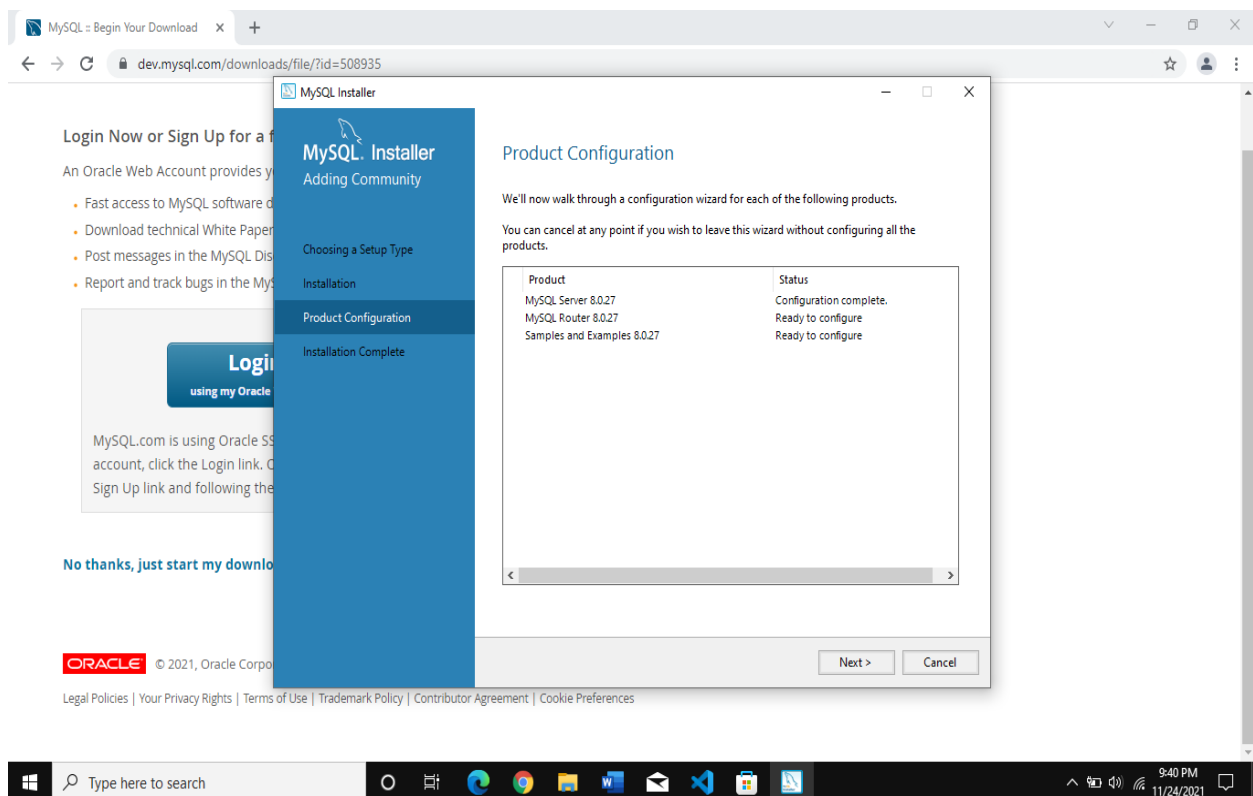 MySQL :: Begin Your Download
dev.mysql.com/downloads/file/?id=508935
Login Now or Sign Up for a f
An Oracle Web Account provides y
Fast access to MySQL software d
Download technical White Paper
Post messages in the MySQL Dis
Report and track bugs in the My
Login
using my Oracle
MySQL.com is using Oracle SS
account, click the Login link. O
Sign Up link and following the
No thanks, just start my downlo
ORACLE © 2021, Oracle Corpo
Legal Policies | Your Privacy Rights | Terms of Use | Trademark Policy | Contributor Agreement | Cookie Preferences
MySQL Installer
MySQL. Installer
Adding Community
Choosing a Setup Type
Installation
Product Configuration
Installation Complete
Product Configuration
We'll now walk through a configuration wizard for each of the following products.
You can cancel at any point if you wish to leave this wizard without configuring all the
products.
Product Status
MySQL Server 8.0.27 Configuration complete.
MySQL Router 8.0.27 Ready to configure
Samples and Examples 8.0.27 Ready to configure
Next > Cancel
Type here to search
9:40 PM
11/24/2021